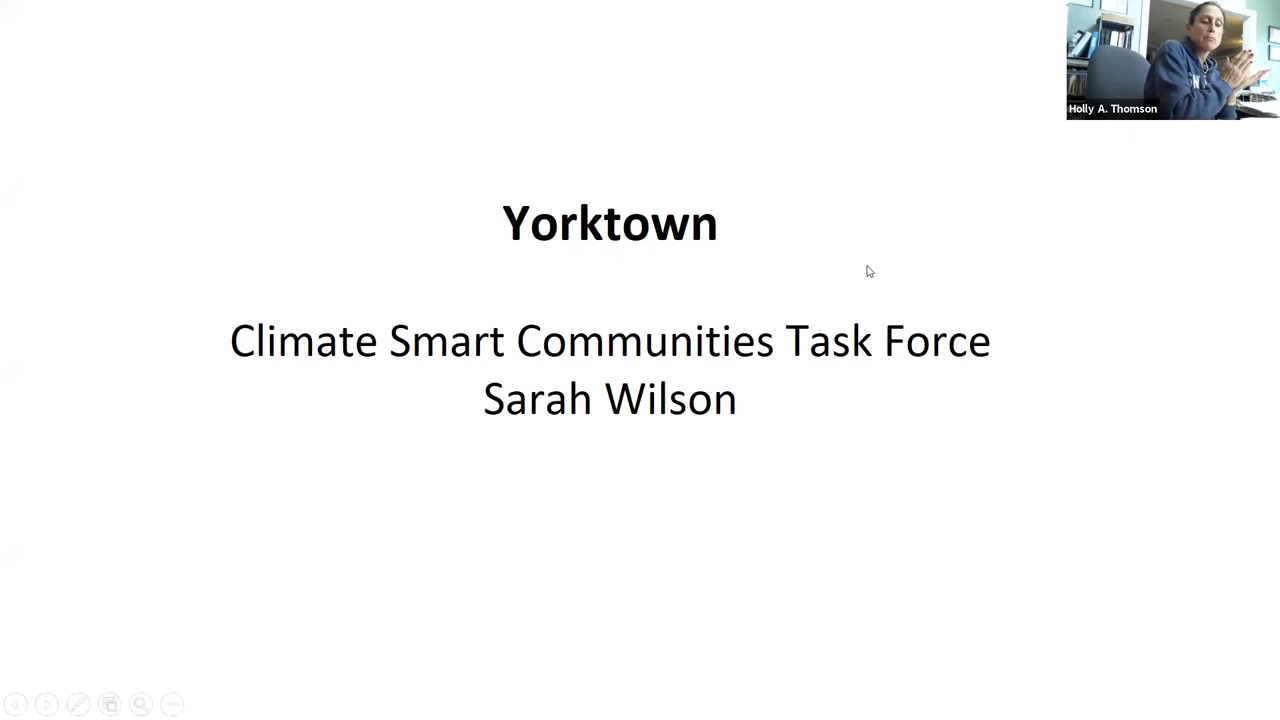 Holly A. Thomson
Yorktown
Climate Smart Communities Task Force
Sarah Wilson